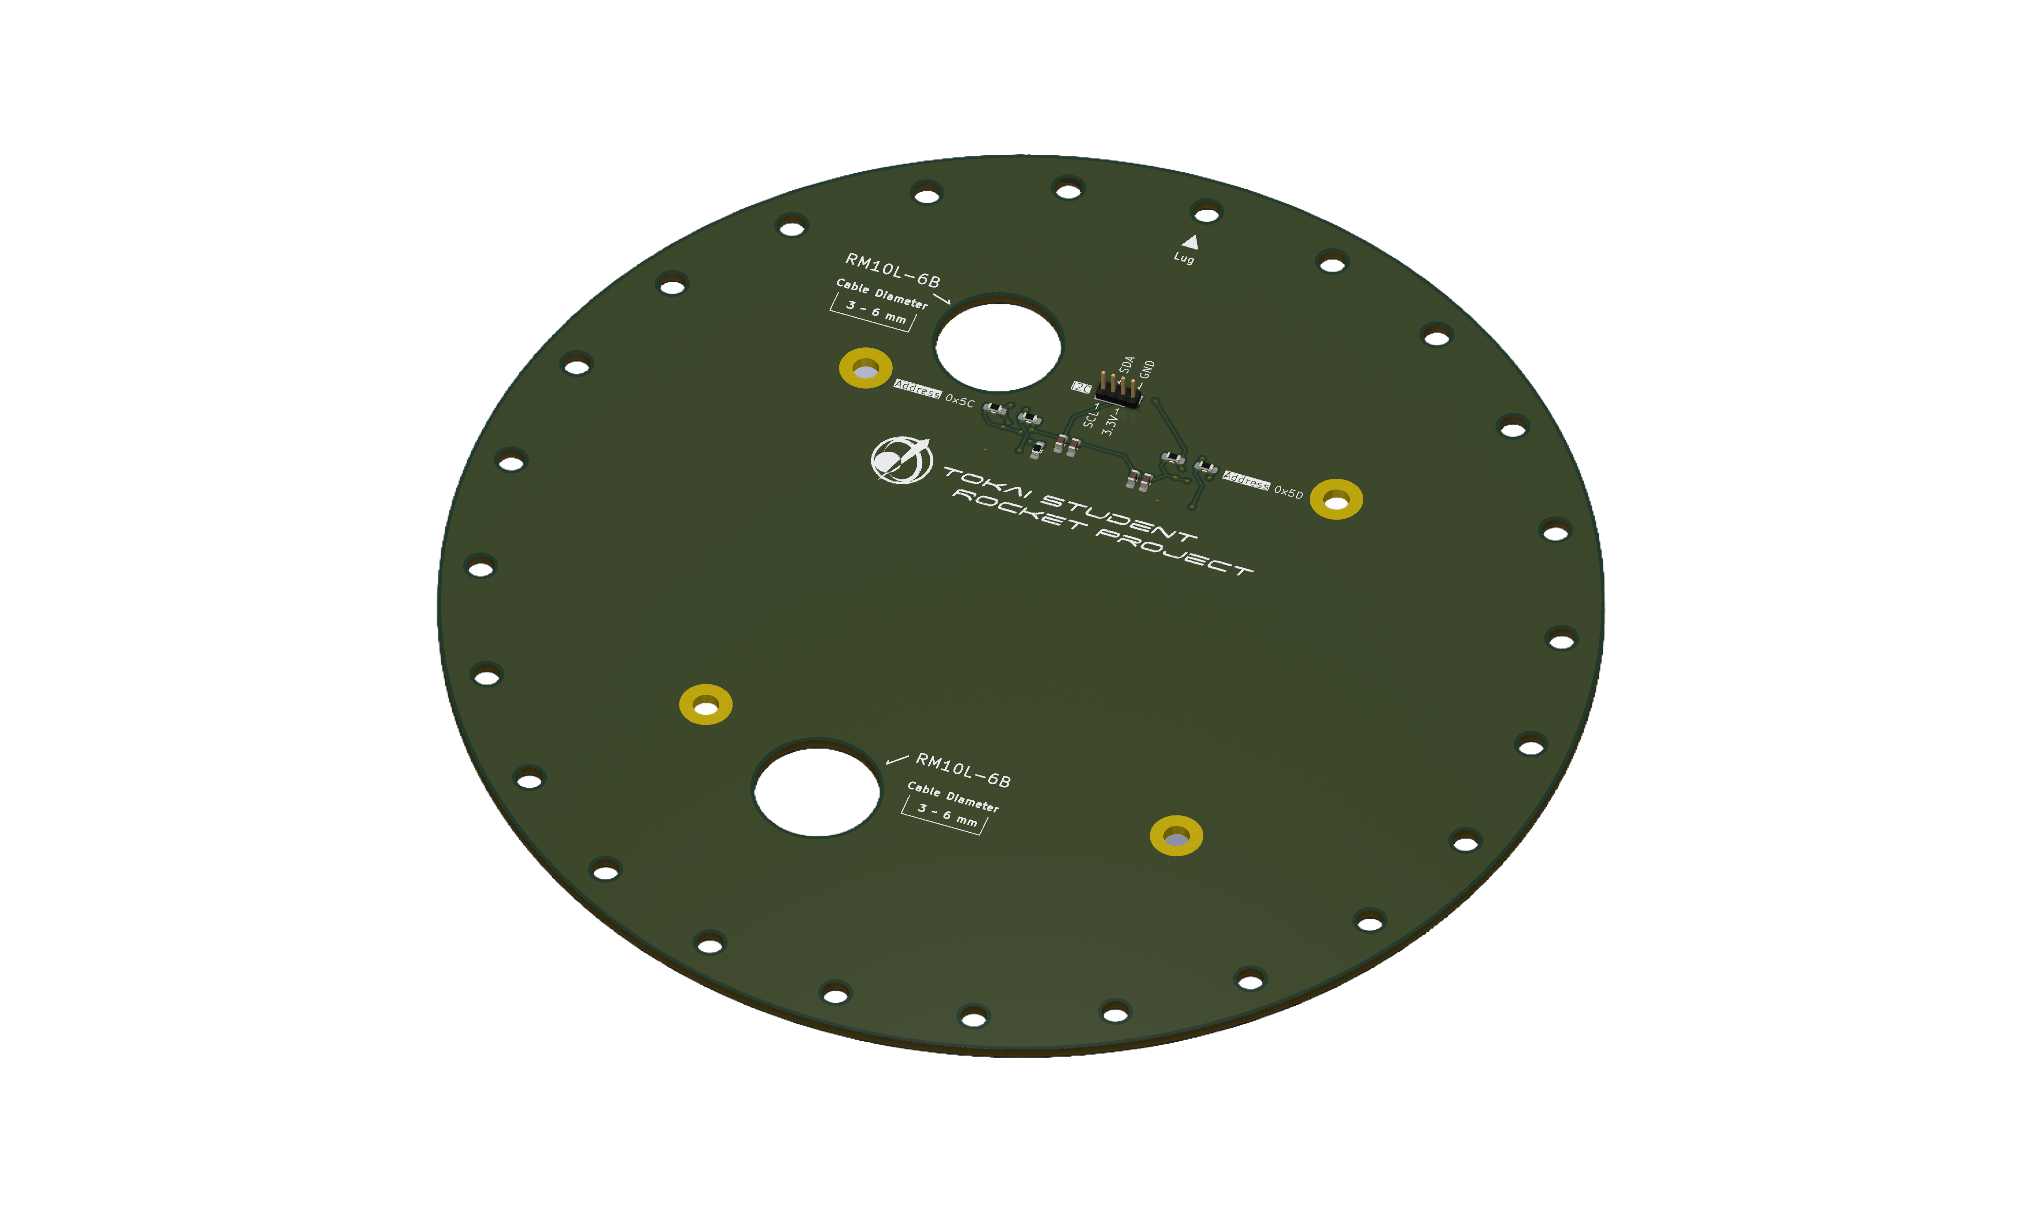 Lug
RM10L-6B
Cable Diameter
3 - 6 mm
SDA
GND
I2C
SCL
3.3V
Address 0x5C
Address 0x5D
TOKAI STUDENT
ROCKET PROJECT
RM10L-6B
Cable Diameter
3 - 6 mm